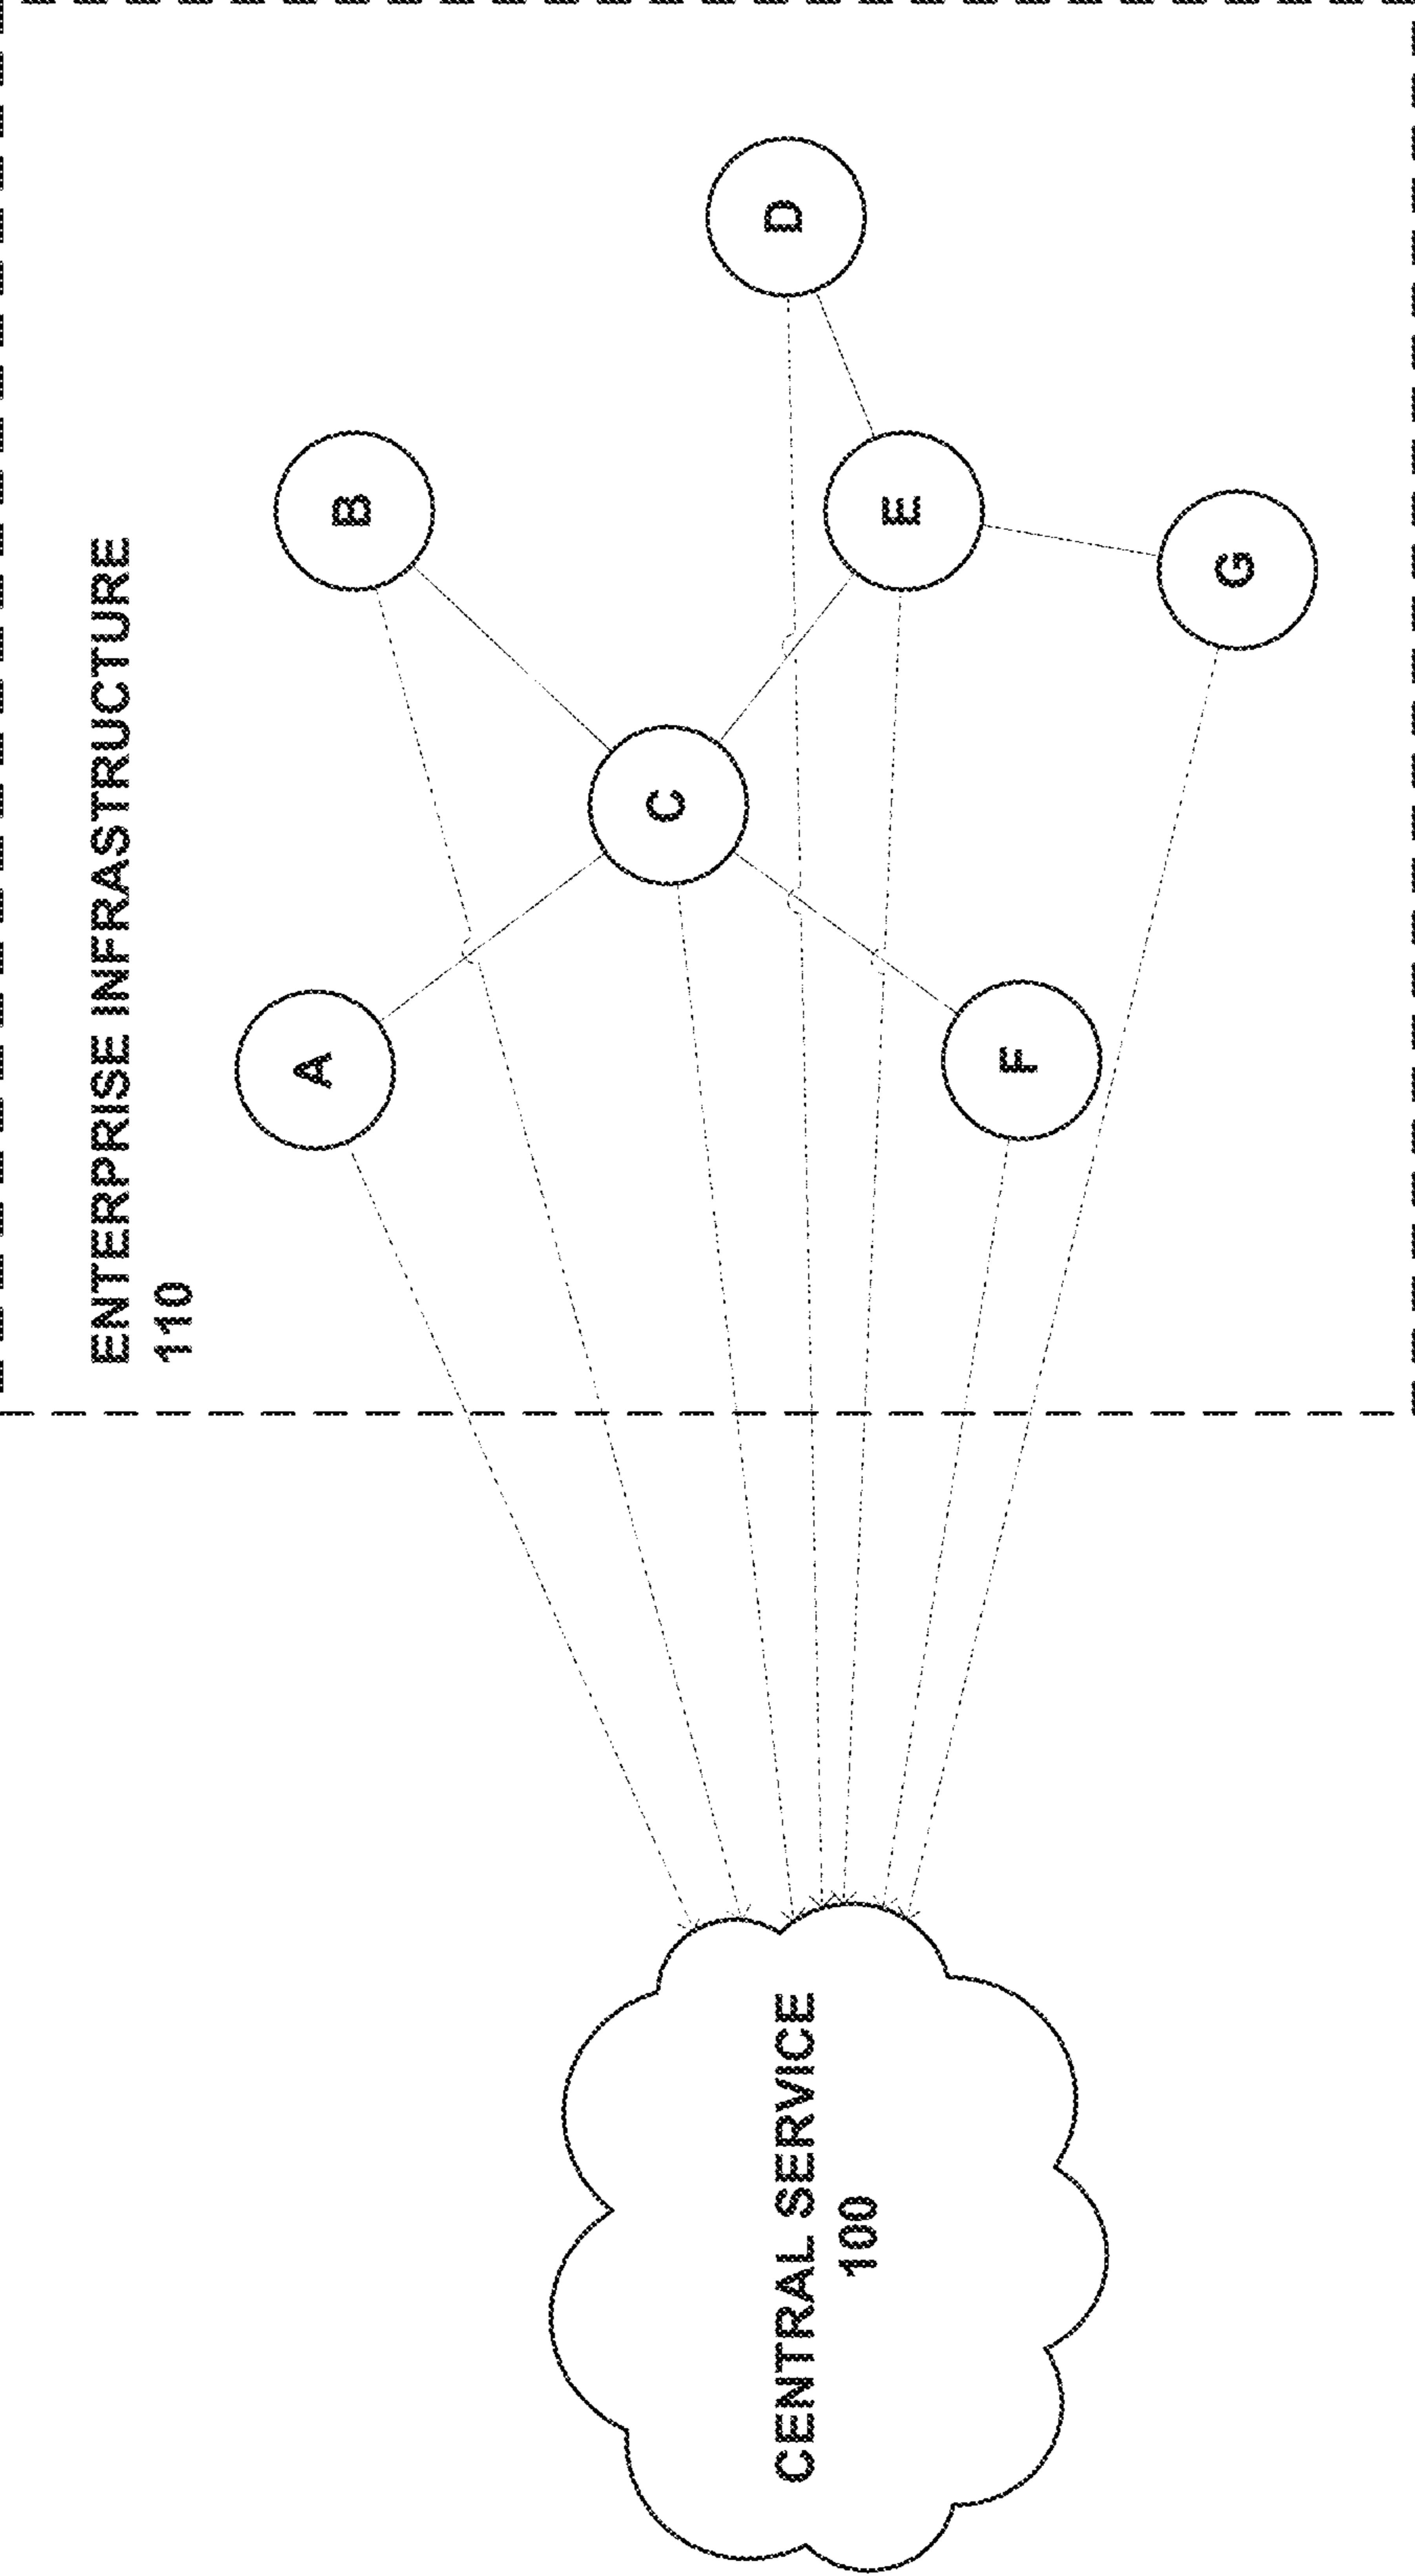 ENTERPRISE INFRASTRUCTURE
110
A
B
C
D
E
F
G
CENTRAL SERVICE
100